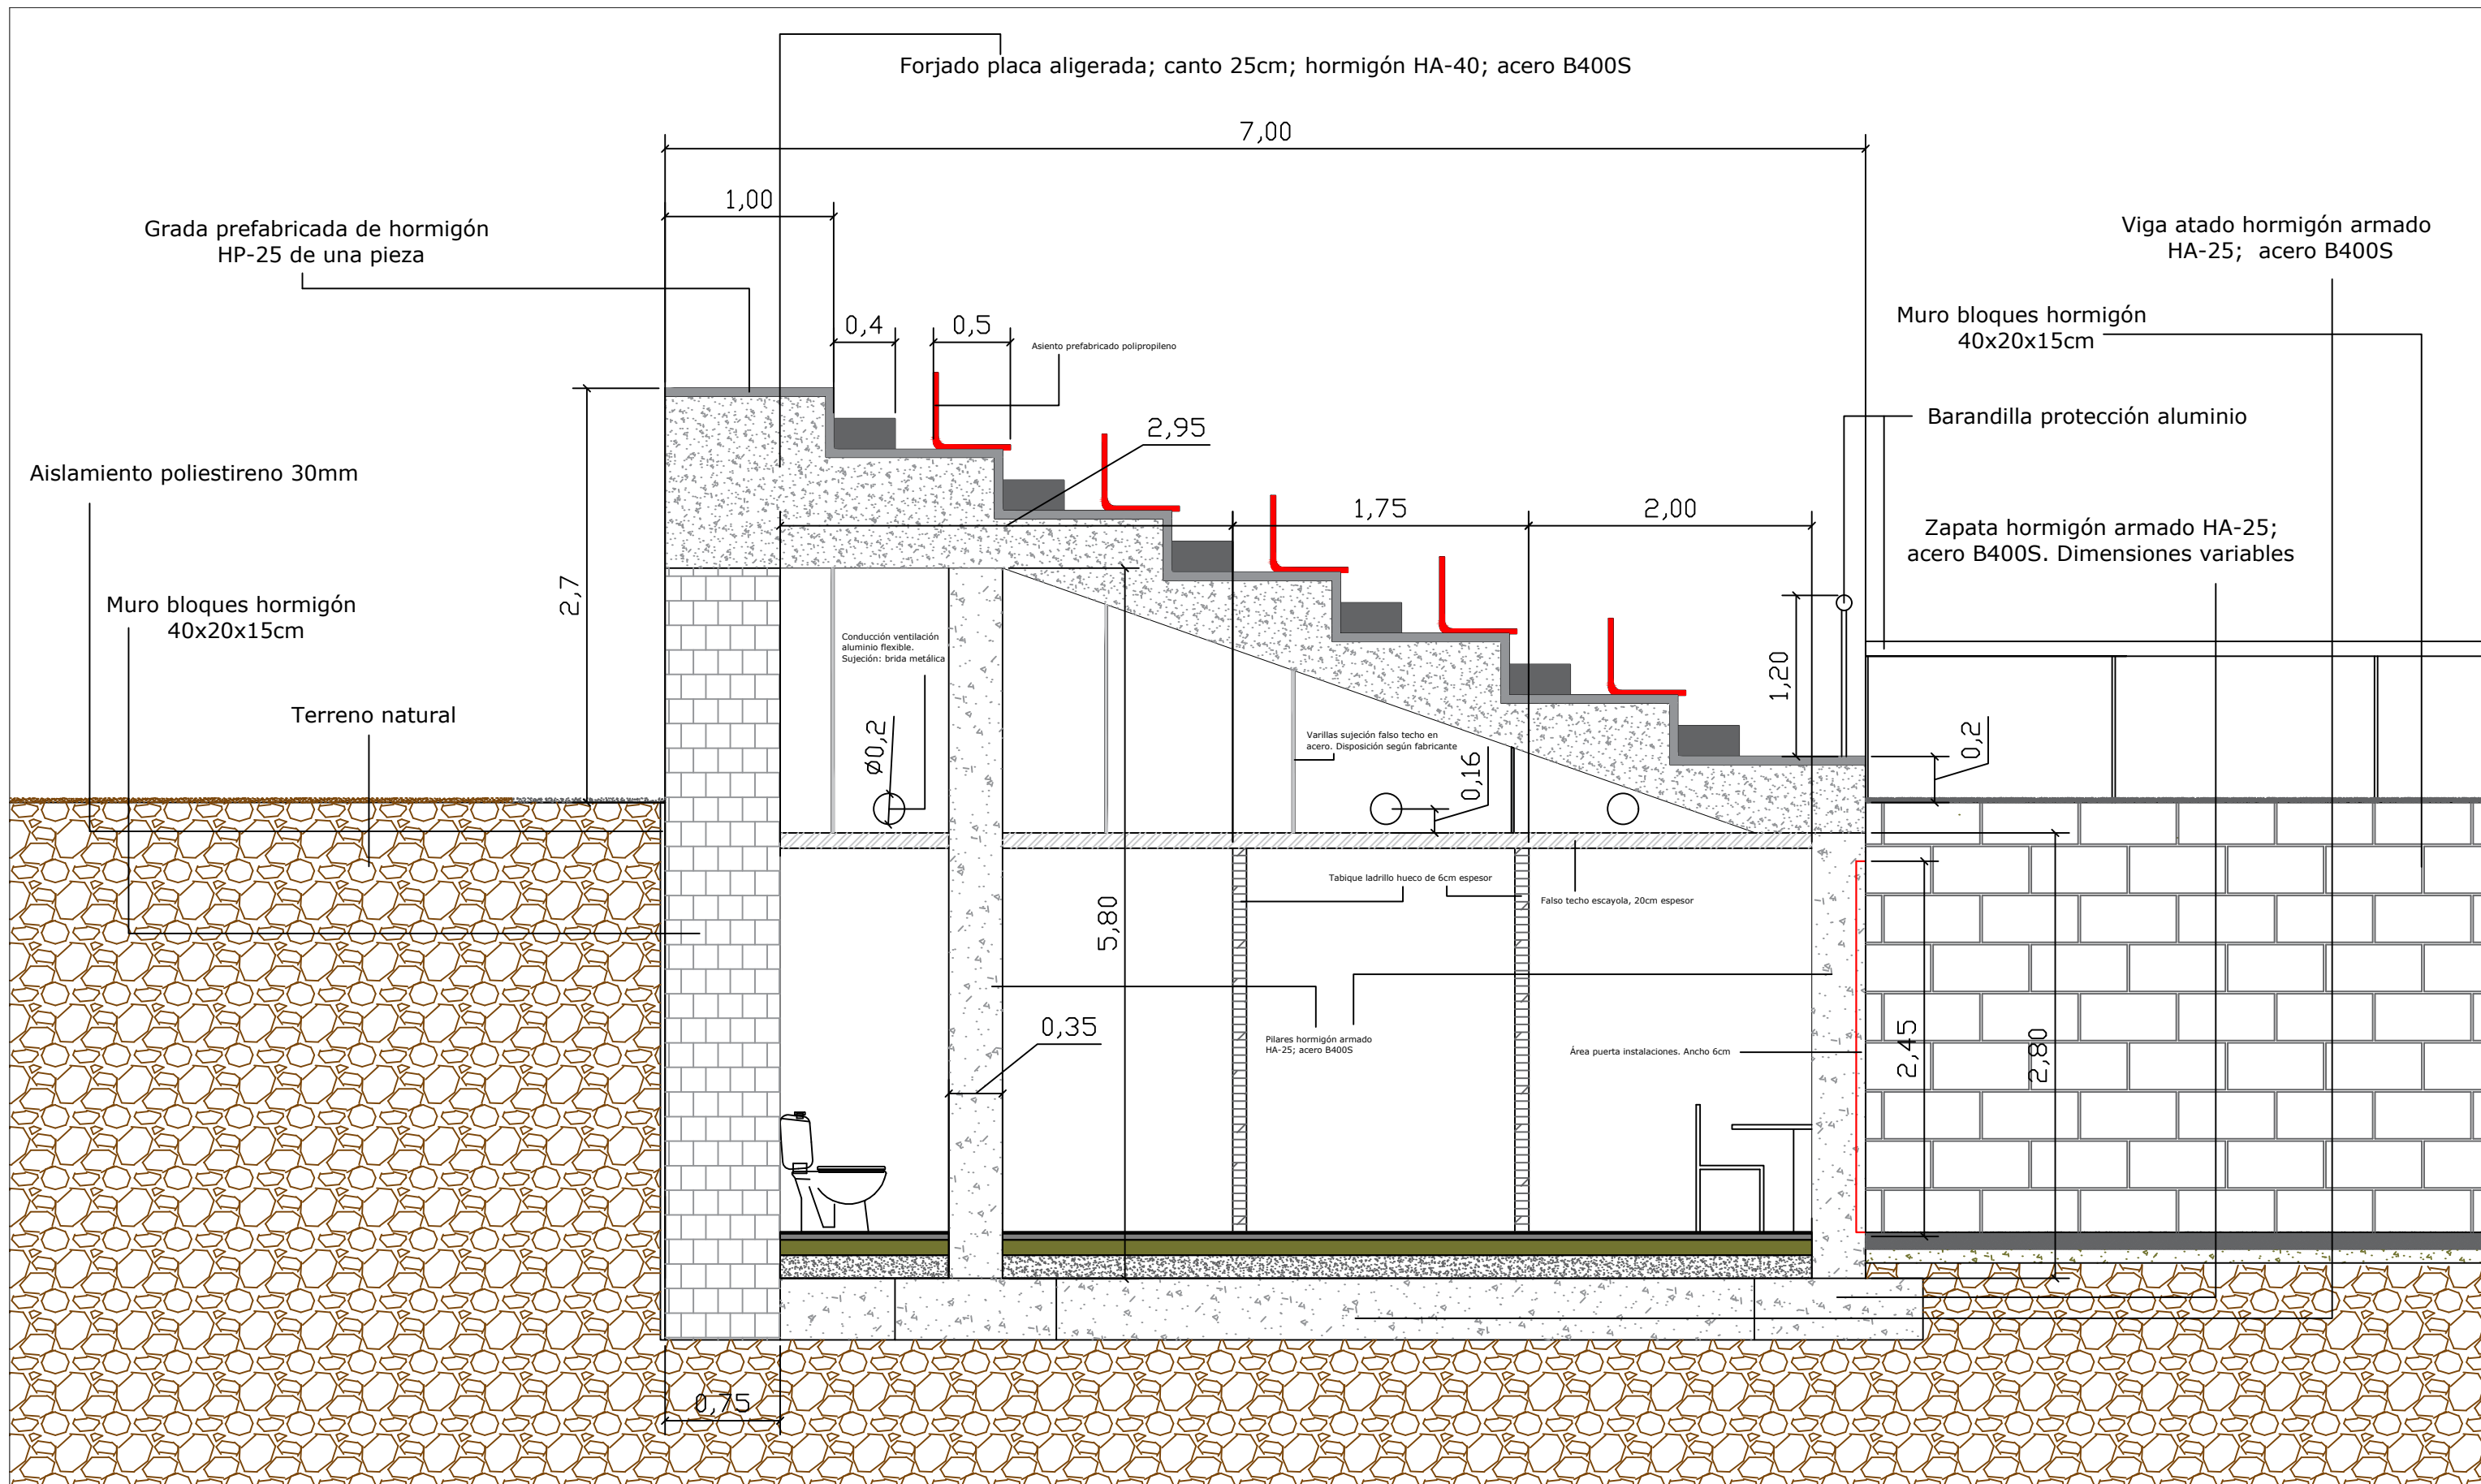 Forjado placa aligerada; canto 25cm; hormigón HA-40; acero B400S
7,00
1,00
Grada prefabricada de hormigón
HP-25 de una pieza
Viga atado hormigón armado
HA-25; acero B400S
0,4
0,5
Asiento prefabricado polipropileno
Muro bloques hormigón
40x20x15cm
2,95
Barandilla protección aluminio
Aislamiento poliestireno 30mm
1,75
2,00
Zapata hormigón armado HA-25;
acero B400S. Dimensiones variables
2,7
Muro bloques hormigón
40x20x15cm
Conducción ventilación
aluminio flexible.
Sujeción: brida metálica
1,20
Terreno natural
ø0,2
Varillas sujeción falso techo en
acero. Disposición según fabricante
0,16
0,2
Tabique ladrillo hueco de 6cm espesor
Falso techo escayola, 20cm espesor
5,80
0,35
Pilares hormigón armado
HA-25; acero B400S
Área puerta instalaciones. Ancho 6cm
2,45
2,80
0,75